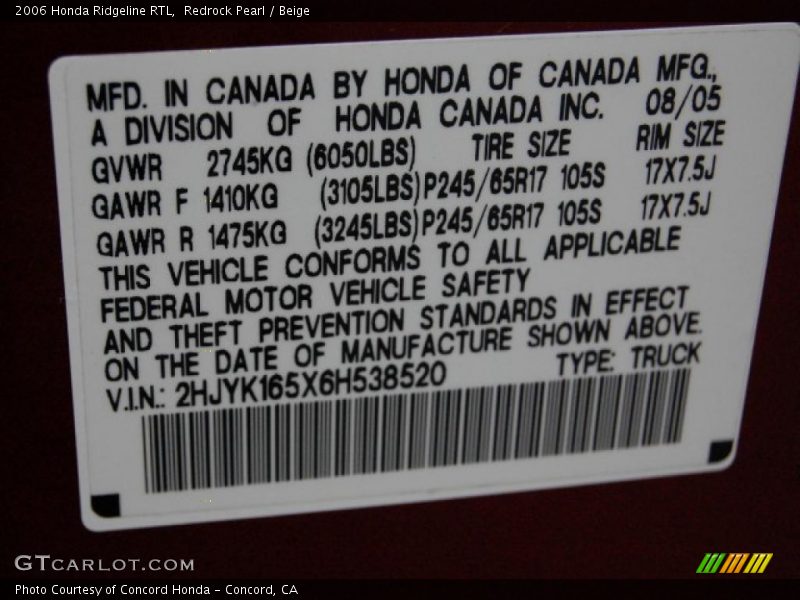 2006 Honda Ridgeline RTL,  Redrock Pearl / Beige
MFD. IN CANADA BY HONDA OF CANADA MFG.,
A DIVISION OF HONDA CANADA INC. 08/05
GVWR 2745KG (6050LBS) TIRE SIZE RIM SIZE
GAWR F 1410KG (3105LBS) P245/65R17 105S 17X7.5J
GAWR R 1475KG (3245LBS) P245/65R17 105S 17X7.5J
THIS VEHICLE CONFORMS TO ALL APPLICABLE
FEDERAL MOTOR VEHICLE SAFETY
AND THEFT PREVENTION STANDARDS IN EFFECT
ON THE DATE OF MANUFACTURE SHOWN ABOVE.
V.I.N.: 2HJYK165X6H538520 TYPE: TRUCK
GTCARLOT.COM
Photo Courtesy of Concord Honda - Concord, CA